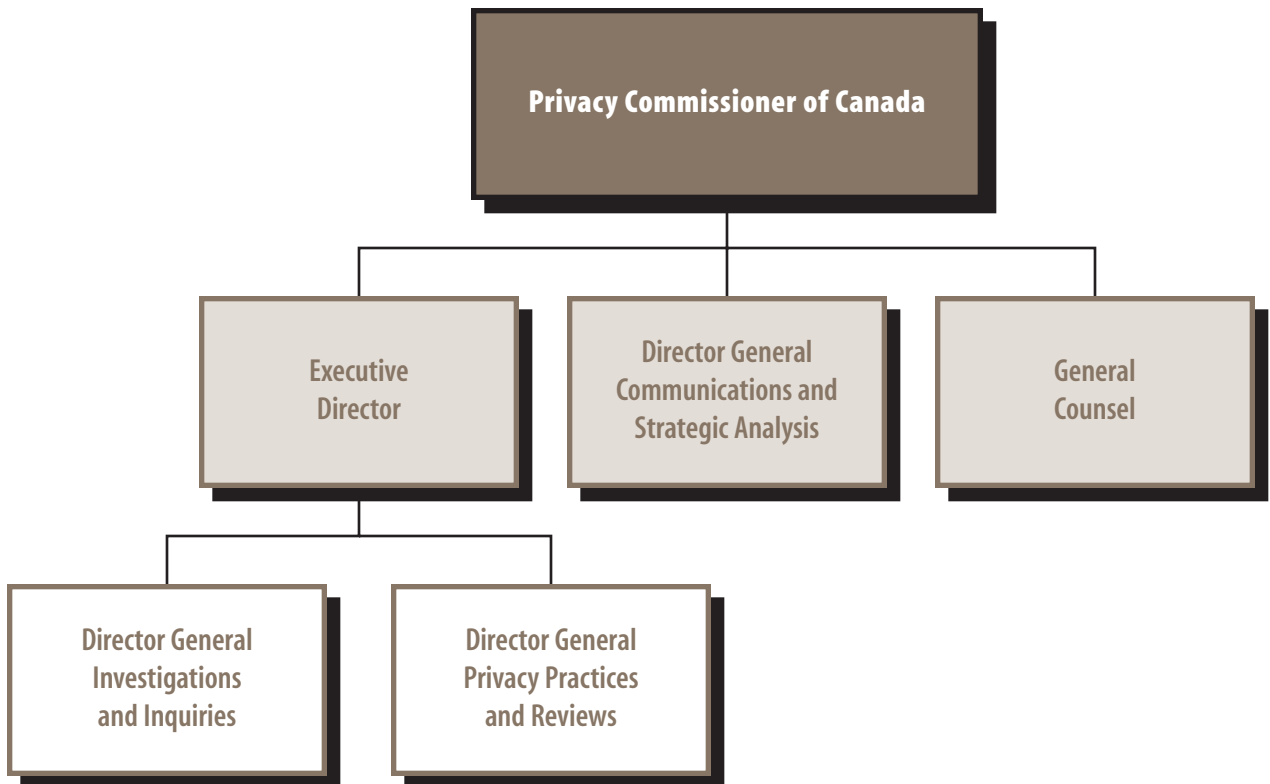 Privacy Commissioner of Canada
Executive
Director
Director General
Communications and
Strategic Analysis
General
Counsel
Director General
Investigations
and Inquiries
Director General
Privacy Practices
and Reviews